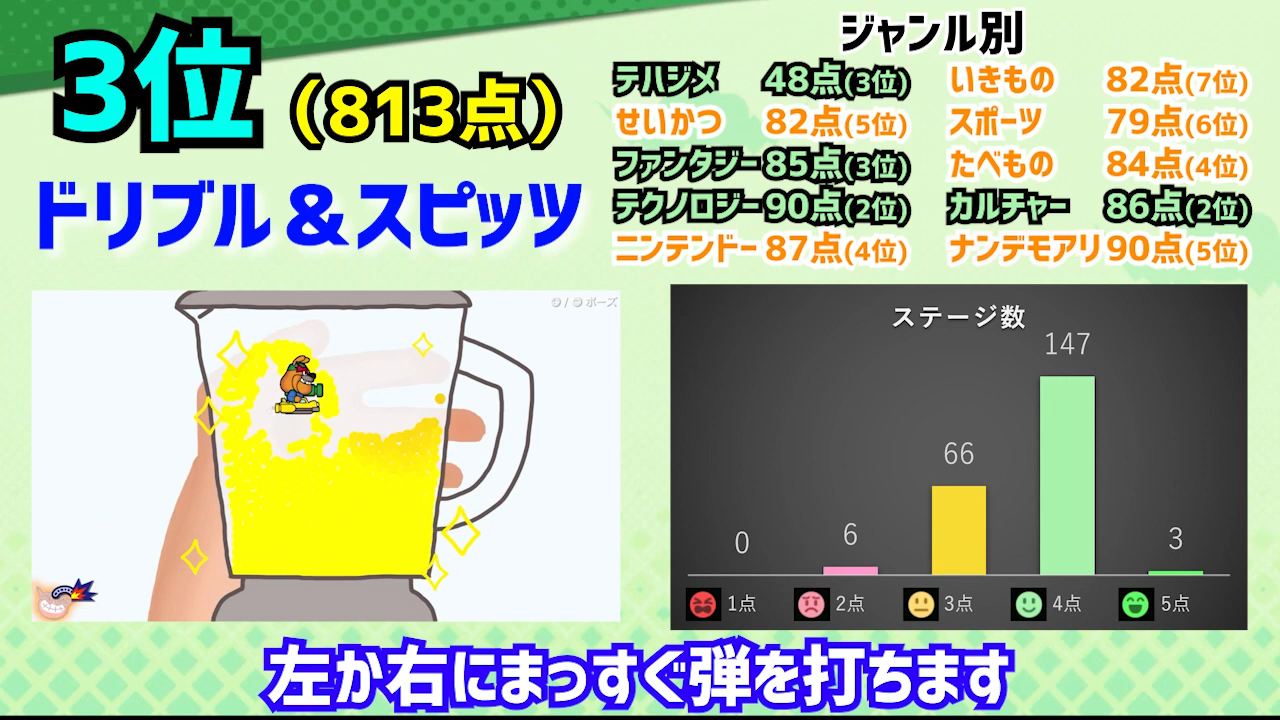 3位 （813点）
ドリブル＆スピッツ
ジャンル別
テハジメ 48点(3位) いきもの 82点(7位)
せいかつ 82点(5位) スポーツ 79点(6位)
ファンタジー 85点(3位) たべもの 84点(4位)
テクノロジー 90点(2位) カルチャー 86点(2位)
ニンテンドー 87点(4位) ナンデモアリ 90点(5位)
/ ポーズ
ステージ数
0 6 66 147 3
1点 2点 3点 4点 5点
左か右にまっすぐ弾を打ちます